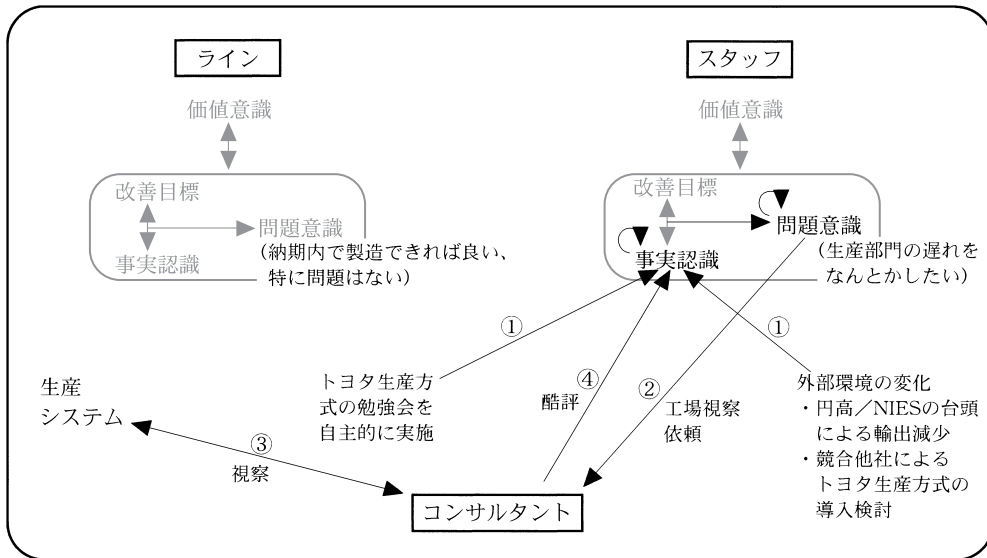 ライン
価値意識
改善目標
問題意識
事実認識
(納期内で製造できれば良い、
特に問題はない)
スタッフ
価値意識
改善目標
問題意識
事実認識
(生産部門の遅れを
なんとかしたい)
①
①
④
②
トヨタ生産方
式の勉強会を
自主的に実施
酷評
工場視察
依頼
外部環境の変化
・円高／NIESの台頭
による輸出減少
・競合他社による
トヨタ生産方式の
導入検討
生産
システム
③
視察
コンサルタント